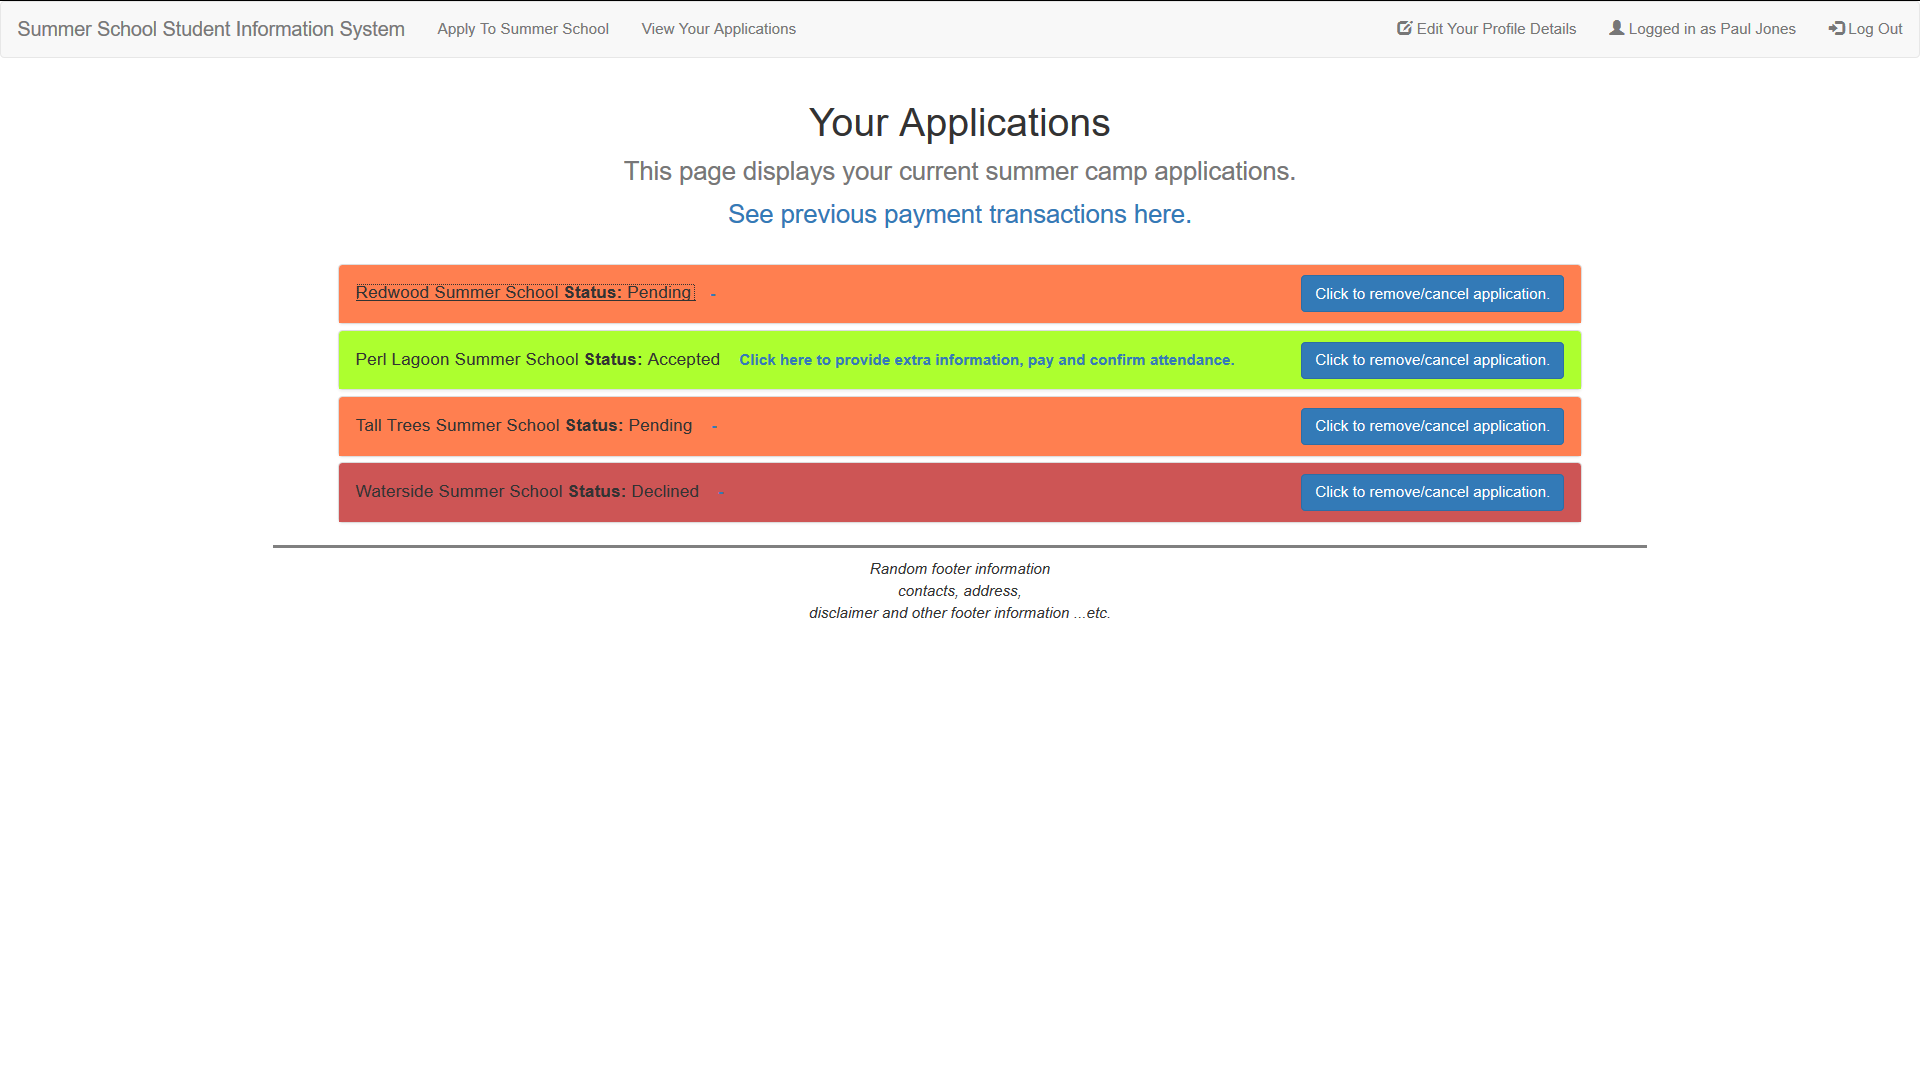 Summer School Student Information System Apply To Summer School View Your Applications Edit Your Profile Details Logged in as Paul Jones Log Out
Your Applications
This page displays your current summer camp applications.
See previous payment transactions here.
Redwood Summer School Status: Pending - Click to remove/cancel application.
Perl Lagoon Summer School Status: Accepted Click here to provide extra information, pay and confirm attendance. Click to remove/cancel application.
Tall Trees Summer School Status: Pending - Click to remove/cancel application.
Waterside Summer School Status: Declined - Click to remove/cancel application.
Random footer information
contacts, address,
disclaimer and other footer information ...etc.